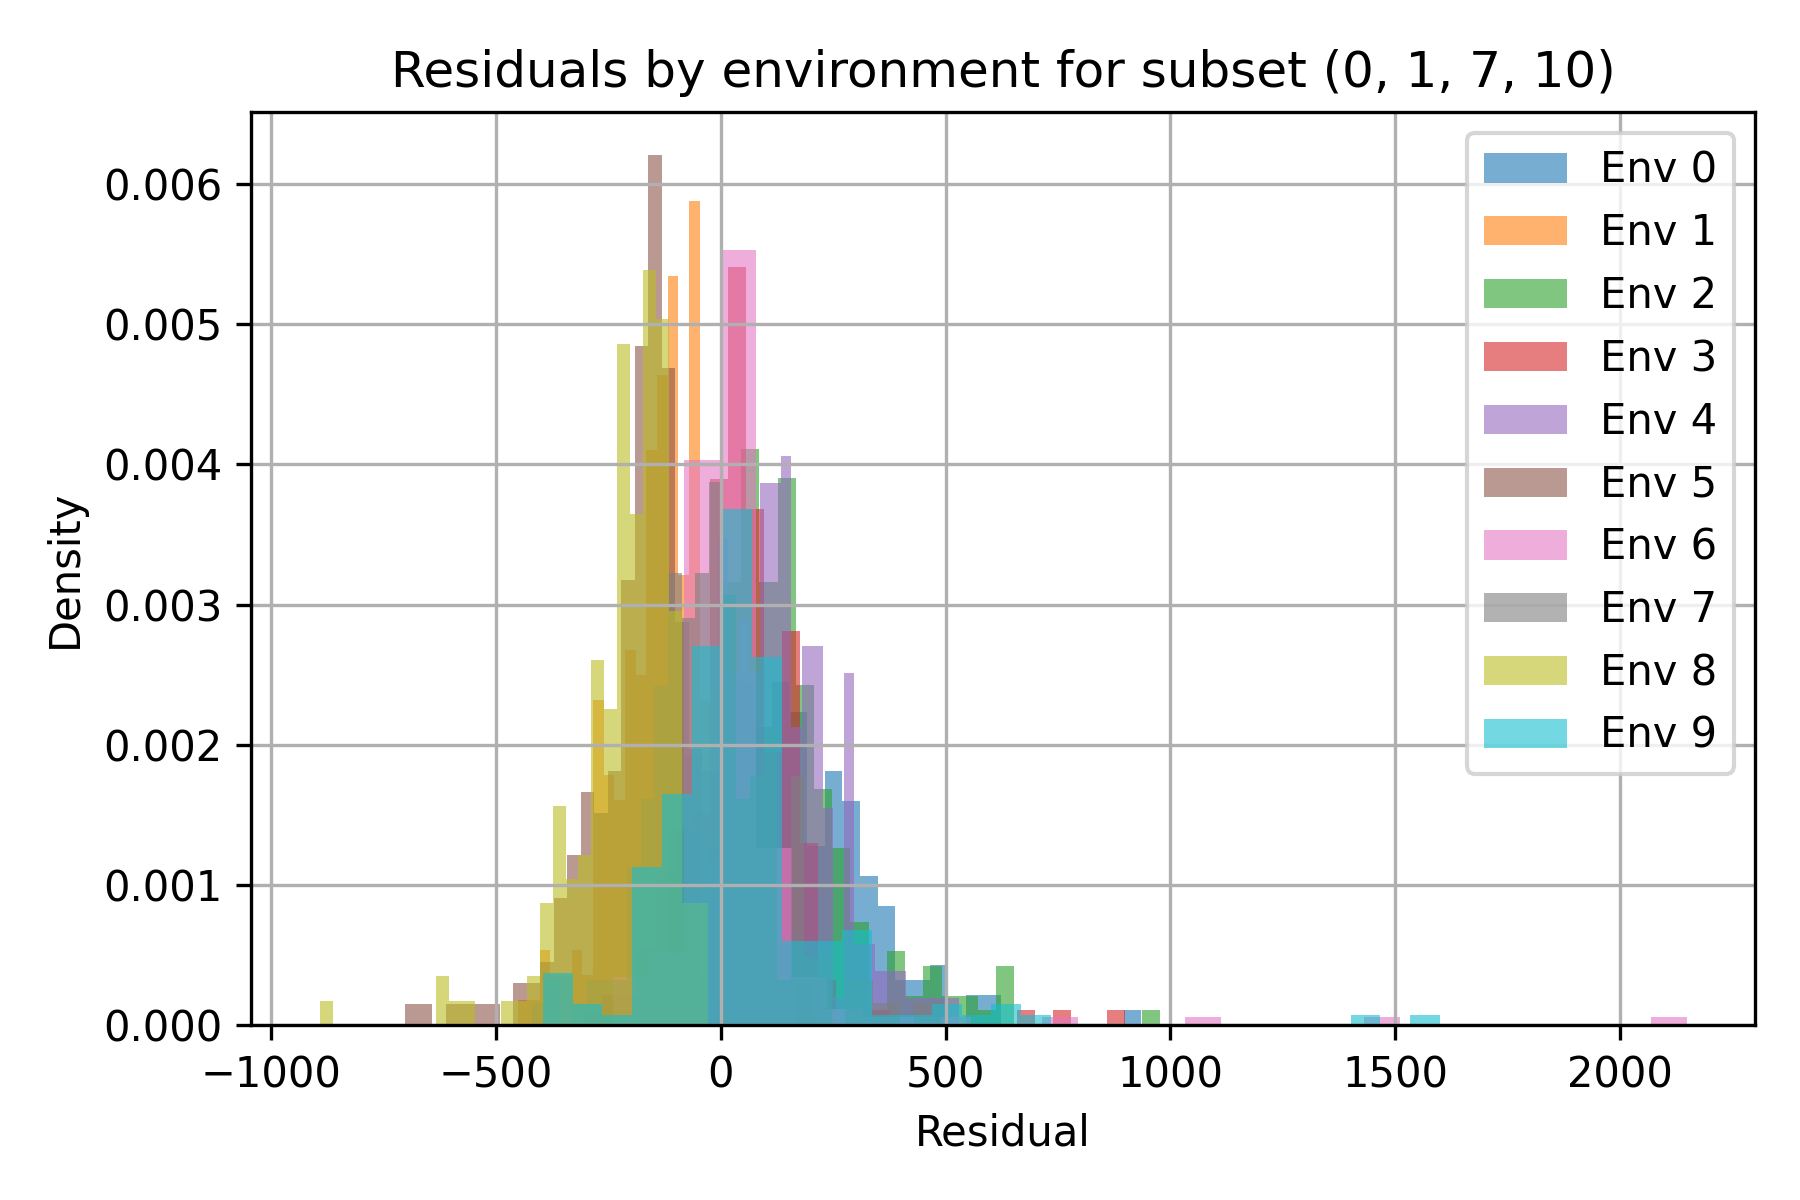 Residuals by environment for subset (0, 1, 7, 10)
Density
0.006
0.005
0.004
0.003
0.002
0.001
0.000
−1000
−500
0
500
1000
1500
2000
Residual
Env 0
Env 1
Env 2
Env 3
Env 4
Env 5
Env 6
Env 7
Env 8
Env 9